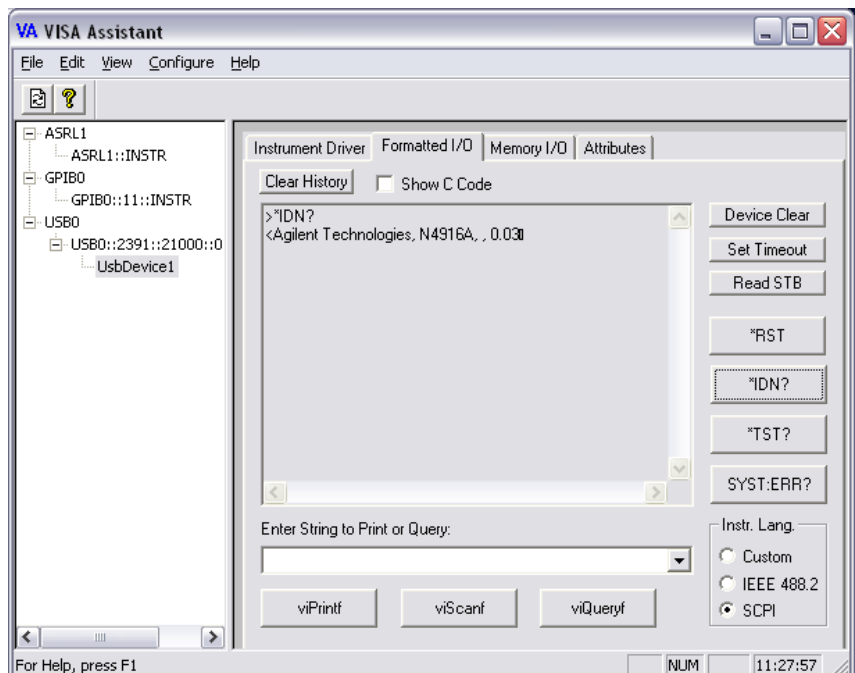 VA VISA Assistant
File Edit View Configure Help
ASRL1
ASRL1::INSTR
GPIB0
GPIB0::11::INSTR
USB0
USB0::2391::21000::0
UsbDevice1
Instrument Driver Formatted I/O Memory I/O Attributes
Clear History Show C Code
>*IDN?
<Agilent Technologies, N4916A, , 0.03
Device Clear
Set Timeout
Read STB
*RST
*IDN?
*TST?
SYST:ERR?
Enter String to Print or Query:
viPrintf viScanf viQueryf
Instr. Lang.
Custom
IEEE 488.2
SCPI
For Help, press F1 NUM 11:27:57